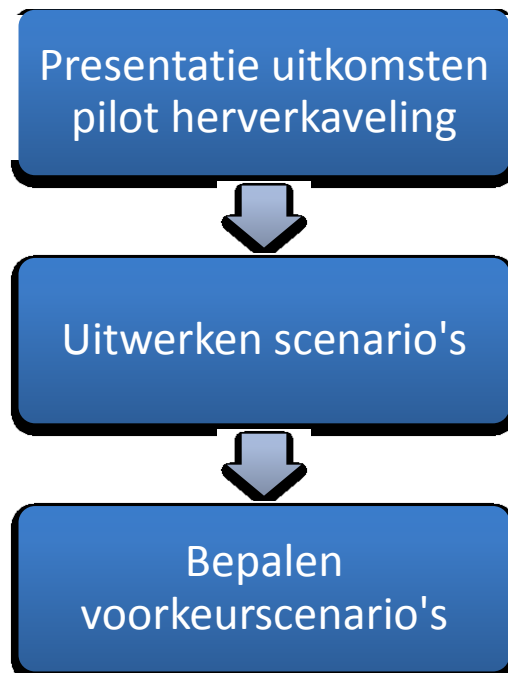 Presentatie uitkomsten
pilot herverkaveling
Uitwerken scenario's
Bepalen
voorkeurscenario's